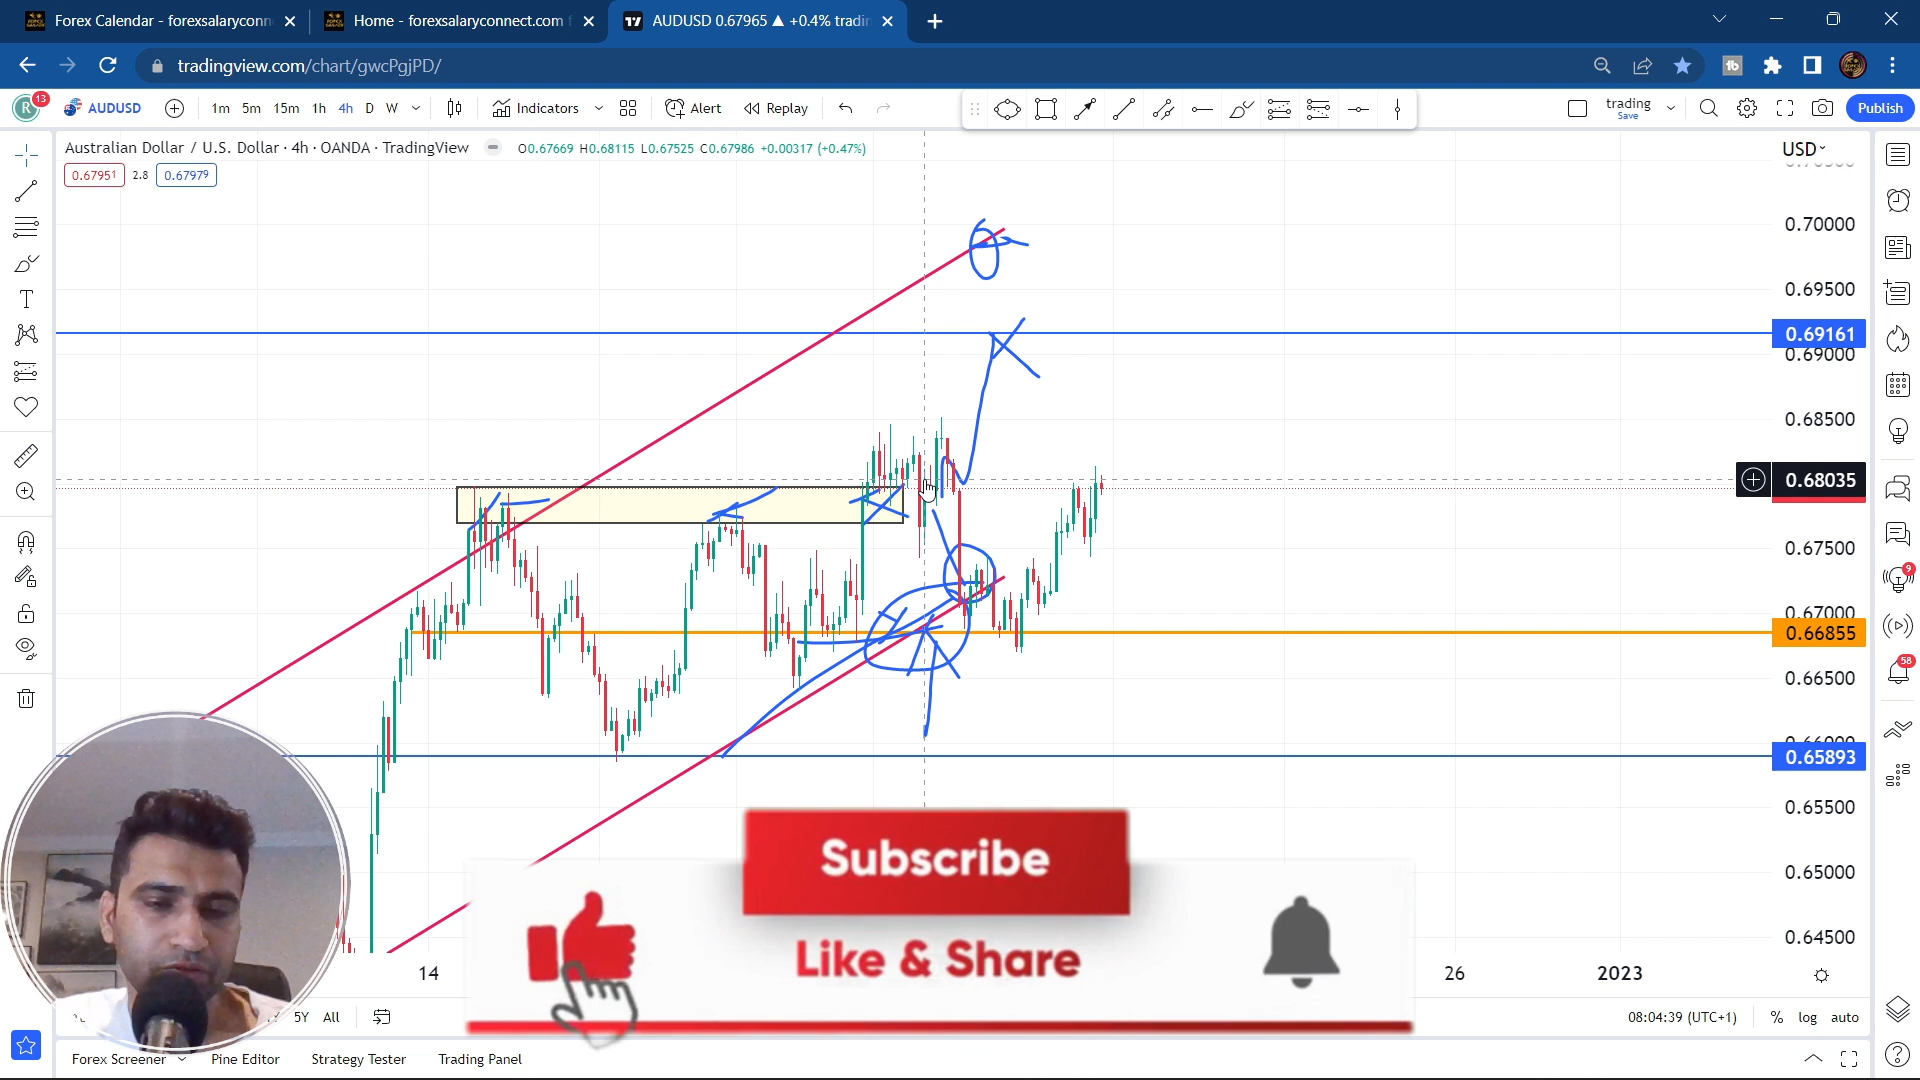 Forex Calendar - forexsalaryconn
Home - forexsalaryconnect.com f
AUDUSD 0.67965 ▲ +0.4% tradi
tradingview.com/chart/gwcPgjPD/
R 13 AUDUSD 1m 5m 15m 1h 4h D W Indicators Alert Replay trading Save Publish
Australian Dollar / U.S. Dollar · 4h · OANDA · TradingView O0.67669 H0.68115 L0.67525 C0.67986 +0.00317 (+0.47%)
USD
0.67951 2.8 0.67979
0.70000
0.69500
0.69161
0.69000
0.68500
0.68035
0.67500
0.67000
0.66855
0.66500
0.65893
0.65500
0.65000
0.64500
9
58
Subscribe
Like & Share
14 26 2023
5Y All
08:04:39 (UTC+1) % log auto
Forex Screener Pine Editor Strategy Tester Trading Panel